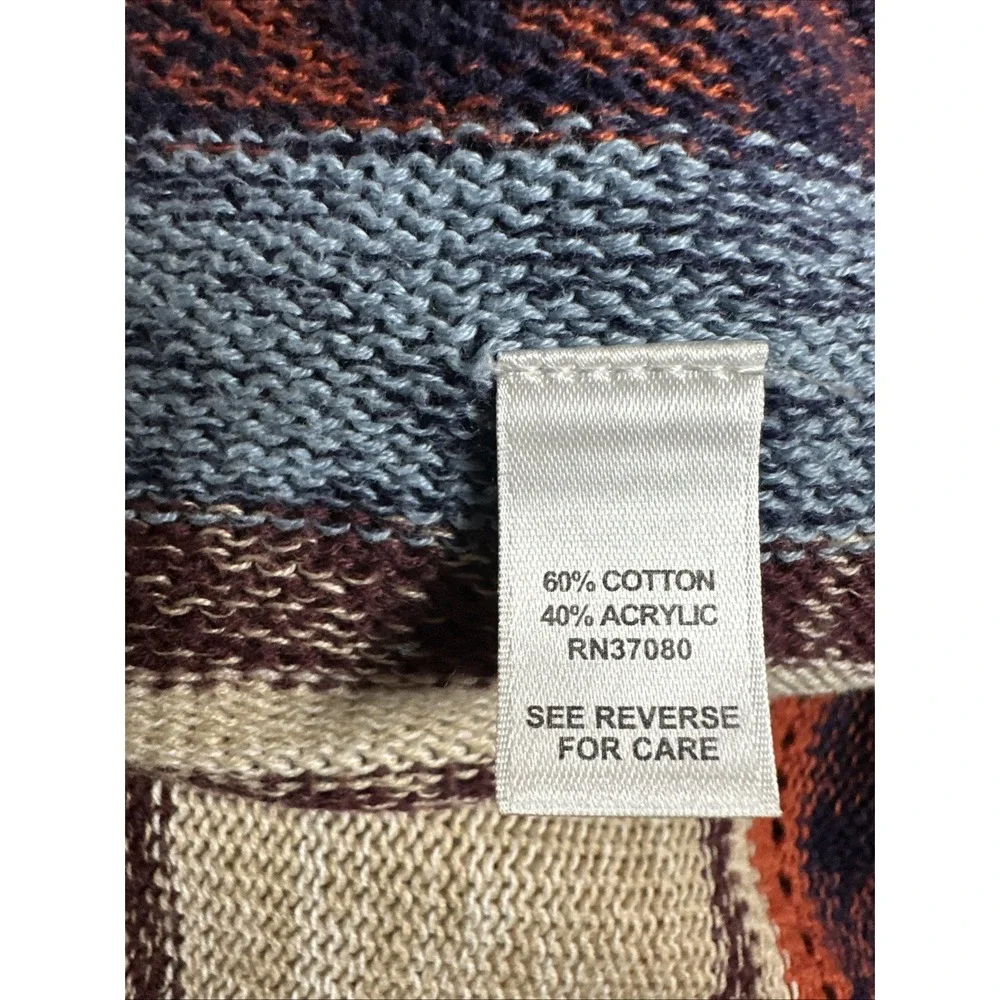 60% COTTON
40% ACRYLIC
RN37080
SEE REVERSE
FOR CARE